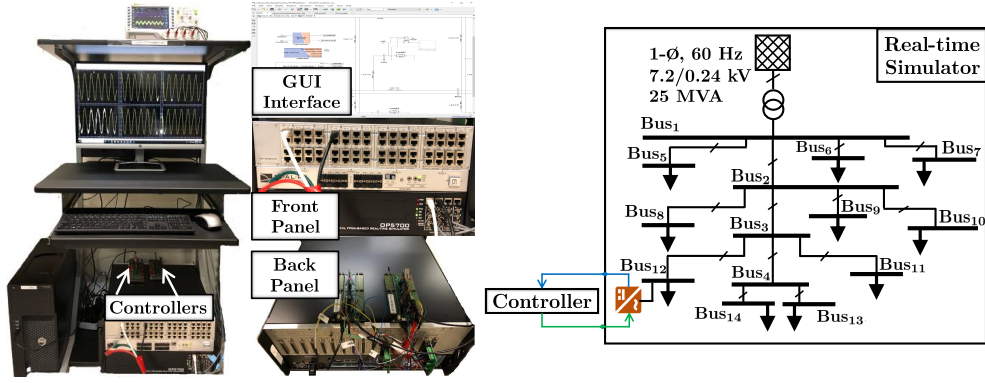 GUI
Interface
Front
Panel
OP5700
Back
Panel
Controllers
1-Ø, 60 Hz
7.2/0.24 kV
25 MVA
Real-time
Simulator
Bus1
Bus5
Bus6
Bus7
Bus2
Bus8
Bus9
Bus10
Bus3
Bus12
Bus4
Bus11
Bus14
Bus13
Controller